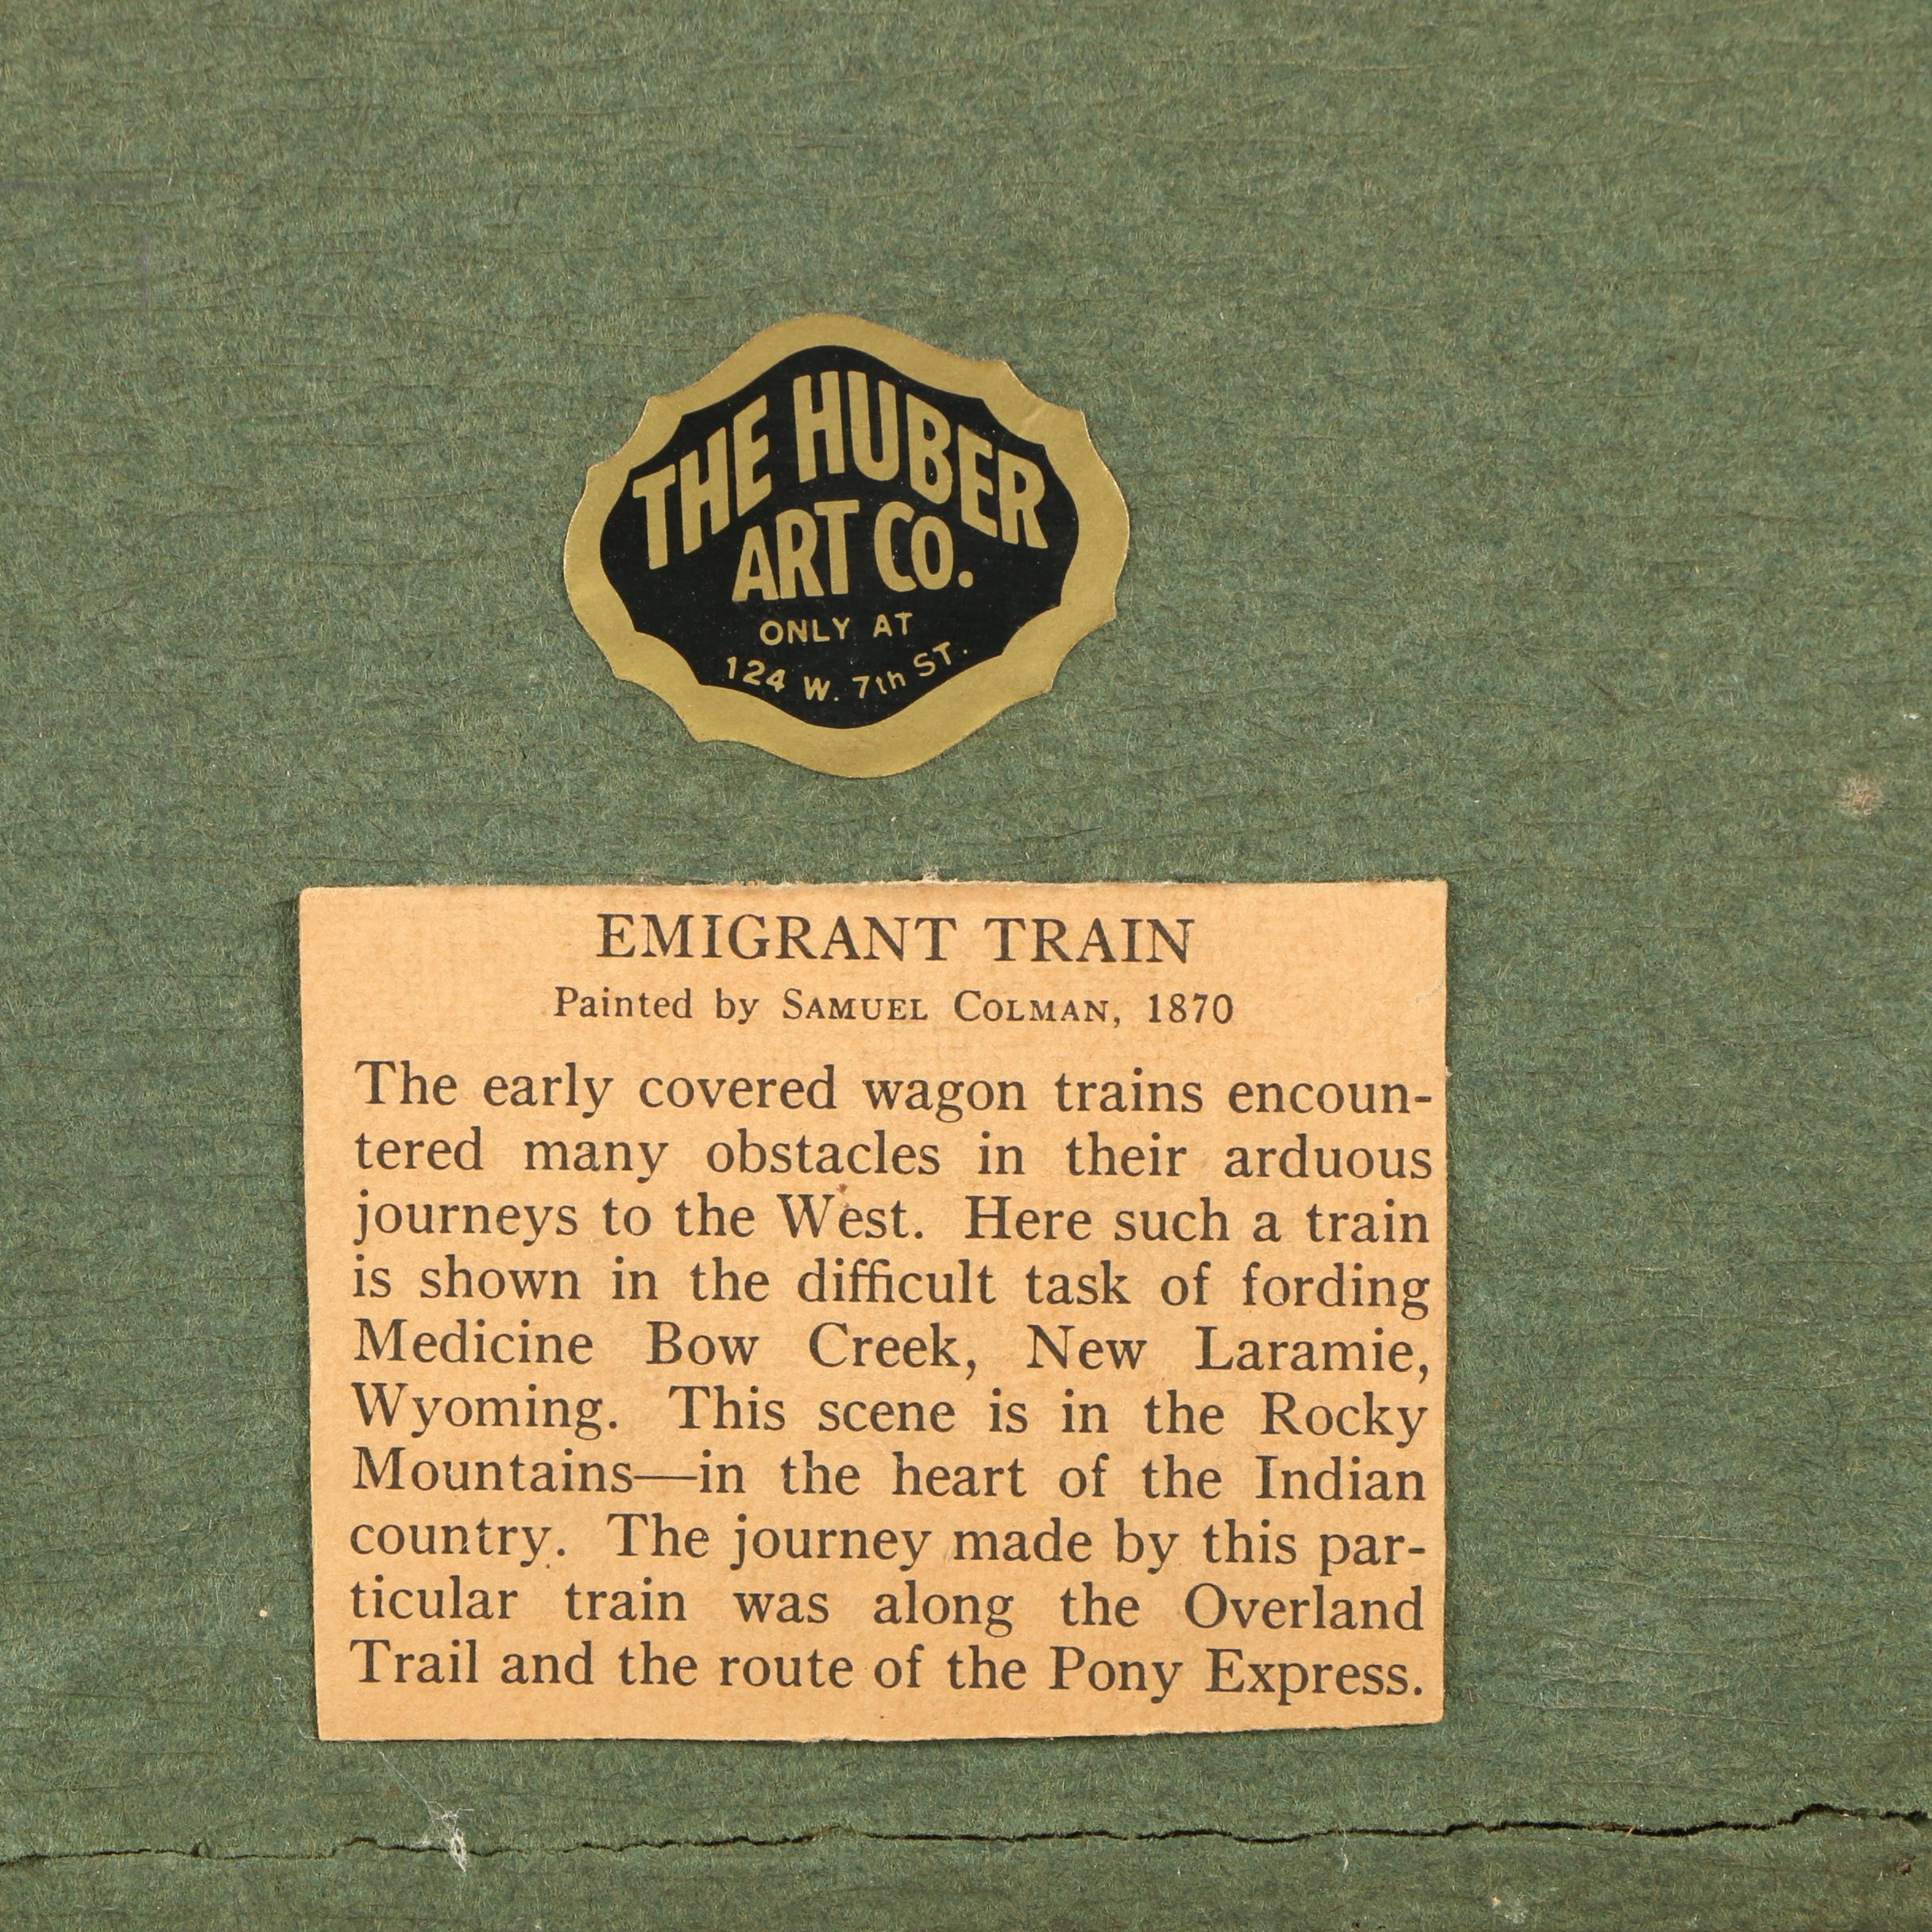 THE HUBER
ART CO.
ONLY AT
124 W. 7th ST.
EMIGRANT TRAIN
Painted by SAMUEL COLMAN, 1870
The early covered wagon trains encoun-
tered many obstacles in their arduous
journeys to the West. Here such a train
is shown in the difficult task of fording
Medicine Bow Creek, New Laramie,
Wyoming. This scene is in the Rocky
Mountains—in the heart of the Indian
country. The journey made by this par-
ticular train was along the Overland
Trail and the route of the Pony Express.